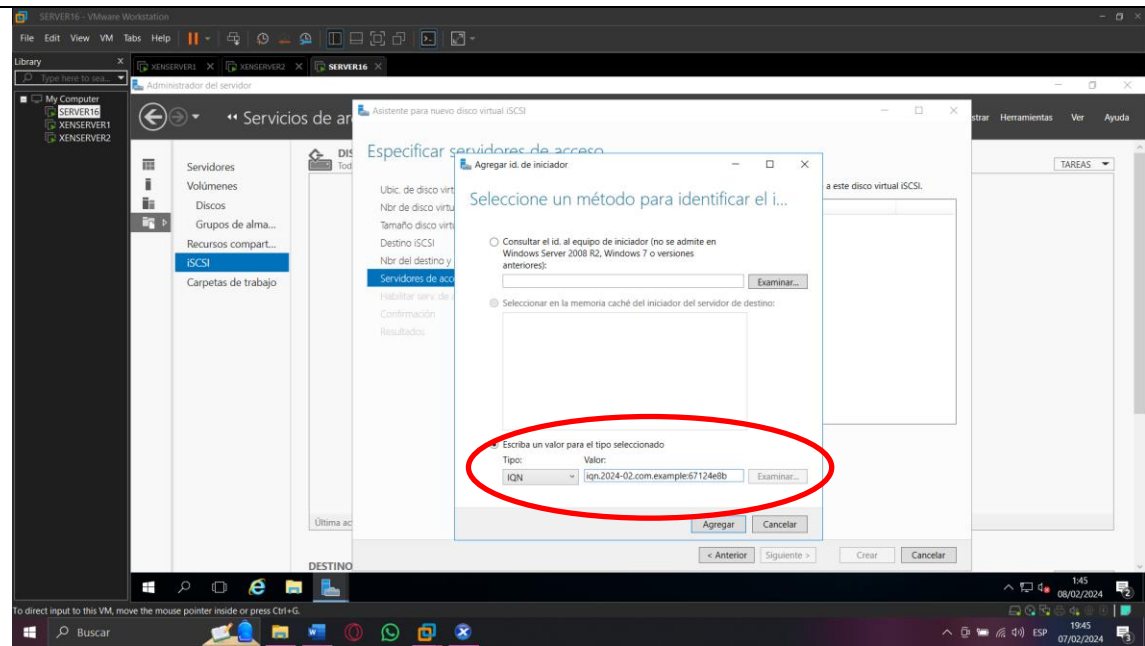 SERVER16 - VMware Workstation
File Edit View VM Tabs Help
Library X
XENSERVER1 X XENSERVER2 X SERVER16 X
Type here to sea...
Administrador del servidor
My Computer
SERVER16
XENSERVER1
XENSERVER2
Servicios de ar
Asistente para nuevo disco virtual iSCSI
Herramientas Ver Ayuda
Especificar servidores de acceso
TAREAS
Servidores
Volúmenes
Discos
Grupos de alma...
Recursos compart...
iSCSI
Carpetas de trabajo
DIS
Tod
Última ac
DESTINO
Ubic. de disco virt
Nbr de disco virtu
Tamaño disco virtu
Destino iSCSI
Nbr del destino y
Servidores de acc
Habilitar serv de a
Confirmación
Resultados
a este disco virtual iSCSI.
Agregar id. de iniciador
Seleccione un método para identificar el i...
Consultar el id. al equipo de iniciador (no se admite en
Windows Server 2008 R2, Windows 7 o versiones
anteriores):
Examinar...
Seleccionar en la memoria caché del iniciador del servidor de destino:
Escriba un valor para el tipo seleccionado
Tipo: Valor:
IQN iqn.2024-02.com.example:67124e8b Examinar...
Agregar Cancelar
< Anterior Siguiente > Crear Cancelar
1:45
08/02/2024
To direct input to this VM, move the mouse pointer inside or press Ctrl+G.
Buscar
ESP
19:45
07/02/2024